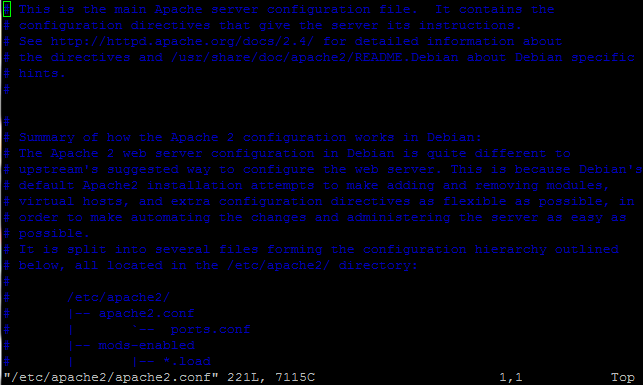 # This is the main Apache server configuration file.  It contains the
# configuration directives that give the server its instructions.
# See http://httpd.apache.org/docs/2.4/ for detailed information about
# the directives and /usr/share/doc/apache2/README.Debian about Debian specific
# hints.
#
#
# Summary of how the Apache 2 configuration works in Debian:
# The Apache 2 web server configuration in Debian is quite different to
# upstream's suggested way to configure the web server. This is because Debian's
# default Apache2 installation attempts to make adding and removing modules,
# virtual hosts, and extra configuration directives as flexible as possible, in
# order to make automating the changes and administering the server as easy as
# possible.
# It is split into several files forming the configuration hierarchy outlined
# below, all located in the /etc/apache2/ directory:
#
#       /etc/apache2/
#       |-- apache2.conf
#       |       `--  ports.conf
#       |-- mods-enabled
#       |       |-- *.load
"/etc/apache2/apache2.conf" 221L, 7115C                       1,1           Top